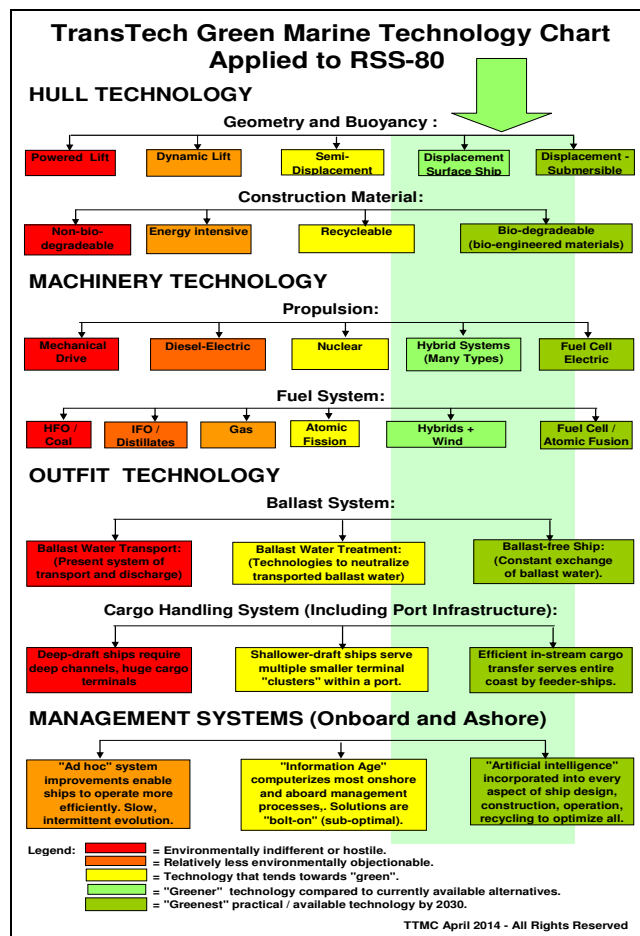 TransTech Green Marine Technology Chart
Applied to RSS-80
HULL TECHNOLOGY
Geometry and Buoyancy :
Powered Lift
Dynamic Lift
Semi-
Displacement
Displacement
Surface Ship
Displacement -
Submersible
Construction Material:
Non-bio-
degradeable
Energy intensive
Recycleable
Bio-degradeable
(bio-engineered materials)
MACHINERY TECHNOLOGY
Propulsion:
Mechanical
Drive
Diesel-Electric
Nuclear
Hybrid Systems
(Many Types)
Fuel Cell
Electric
Fuel System:
HFO /
Coal
IFO /
Distillates
Gas
Atomic
Fission
Hybrids +
Wind
Fuel Cell /
Atomic Fusion
OUTFIT TECHNOLOGY
Ballast System:
Ballast Water Transport:
(Present system of
transport and discharge)
Ballast Water Treatment:
(Technologies to neutralize
transported ballast water)
Ballast-free Ship:
(Constant exchange
of ballast water).
Cargo Handling System (Including Port Infrastructure):
Deep-draft ships require
deep channels, huge cargo
terminals
Shallower-draft ships serve
multiple smaller terminal
"clusters" within a port.
Efficient in-stream cargo
transfer serves entire
coast by feeder-ships.
MANAGEMENT SYSTEMS (Onboard and Ashore)
"Ad hoc" system
improvements enable
ships to operate more
efficiently. Slow,
intermittent evolution.
"Information Age"
computerizes most onshore
and aboard management
processes,. Solutions are
"bolt-on" (sub-optimal).
"Artificial intelligence"
incorporated into every
aspect of ship design,
construction, operation,
recycling to optimize all.
Legend:
= Environmentally indifferent or hostile.
= Relatively less environmentally objectionable.
= Technology that tends towards "green".
= "Greener" technology compared to currently available alternatives.
= "Greenest" practical / available technology by 2030.
TTMC April 2014 - All Rights Reserved